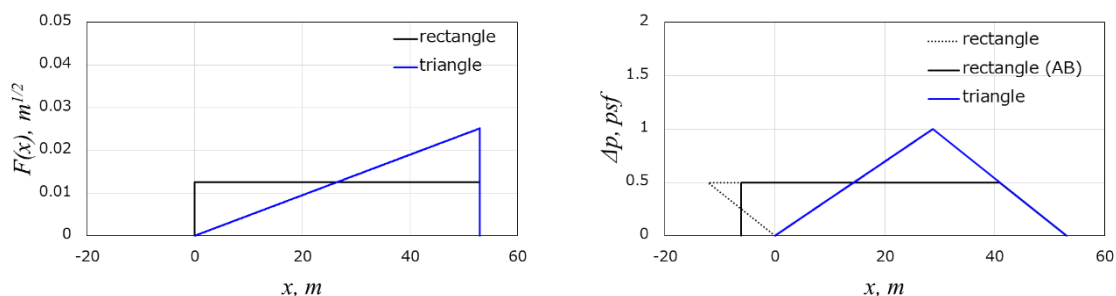 0.05
0.04
0.03
0.02
0.01
0
F(x), m^{1/2}
rectangle
triangle
-20 0 20 40 60
x, m
2
1.5
1
0.5
0
Δp, psf
rectangle
rectangle (AB)
triangle
-20 0 20 40 60
x, m